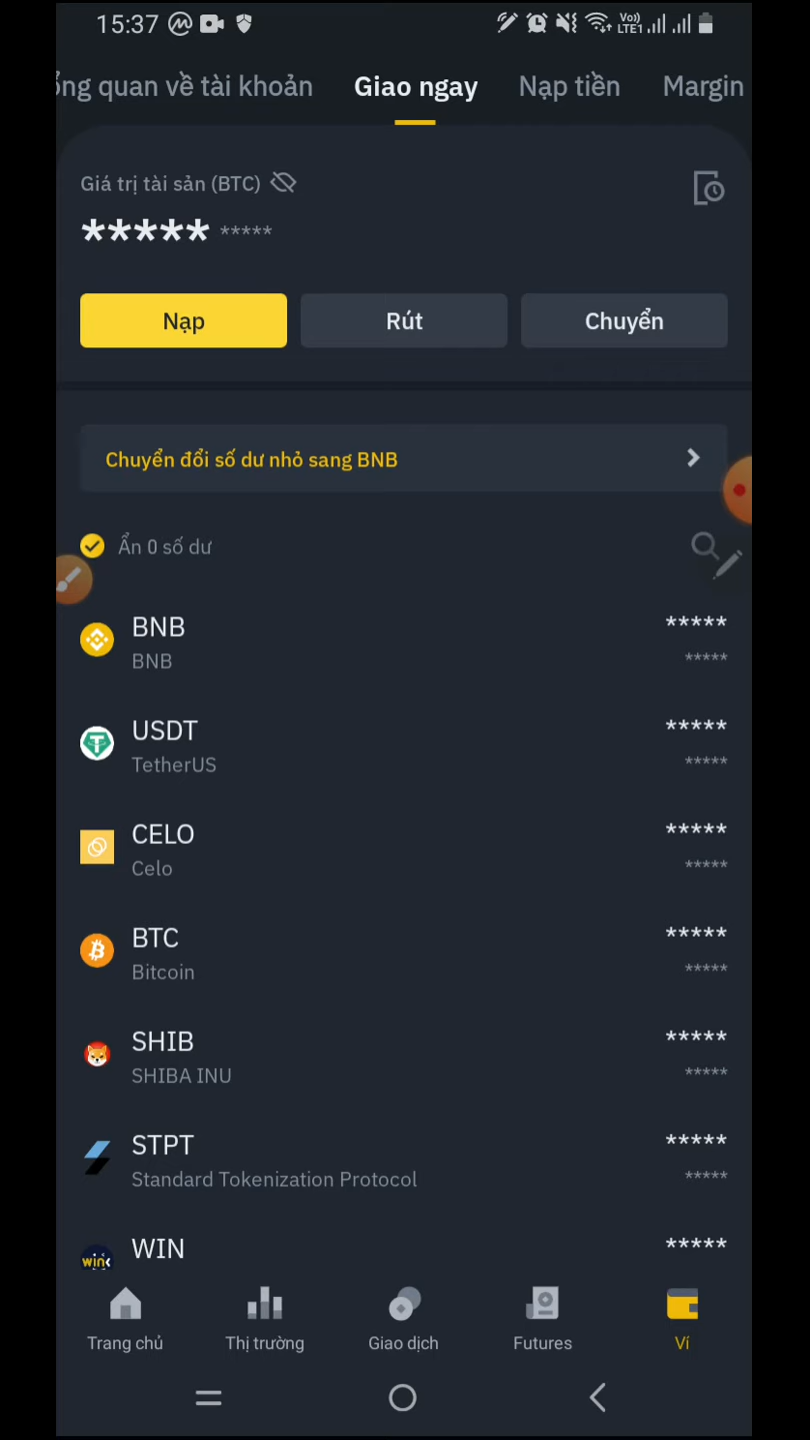 15:37
Vo) LTE1
ổng quan về tài khoản Giao ngay Nạp tiền Margin
Giá trị tài sản (BTC)
***** *****
Nạp Rút Chuyển
Chuyển đổi số dư nhỏ sang BNB
Ẩn 0 số dư
BNB *****
BNB *****
USDT *****
TetherUS *****
CELO *****
Celo *****
BTC *****
Bitcoin *****
SHIB *****
SHIBA INU *****
STPT *****
Standard Tokenization Protocol *****
WIN *****
Trang chủ Thị trường Giao dịch Futures Ví